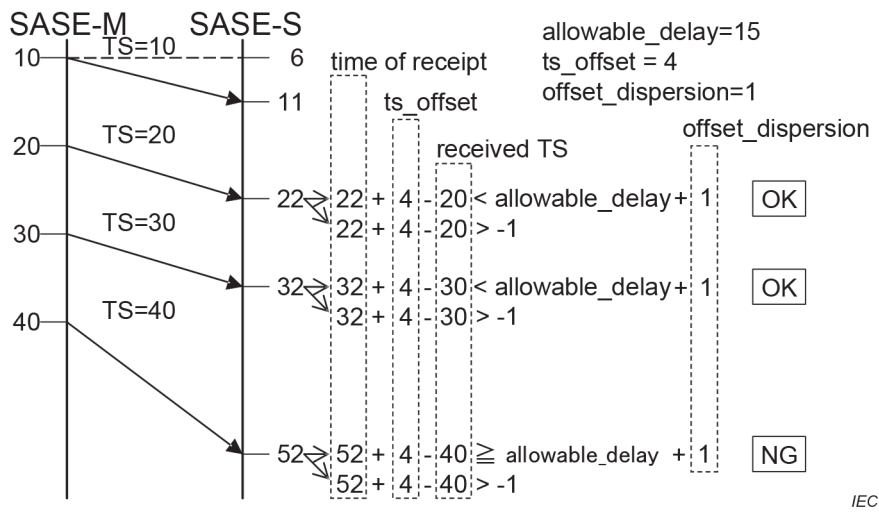 SASE-M SASE-S
allowable_delay=15
ts_offset = 4
offset_dispersion=1
10 TS=10 6 time of receipt
11 ts_offset
offset_dispersion
20 TS=20 received TS
22 22 + 4 - 20 < allowable_delay + 1 OK
22 + 4 - 20 > -1
30 TS=30
32 32 + 4 - 30 < allowable_delay + 1 OK
32 + 4 - 30 > -1
40 TS=40
52 52 + 4 - 40 ≧ allowable_delay + 1 NG
52 + 4 - 40 > -1
IEC